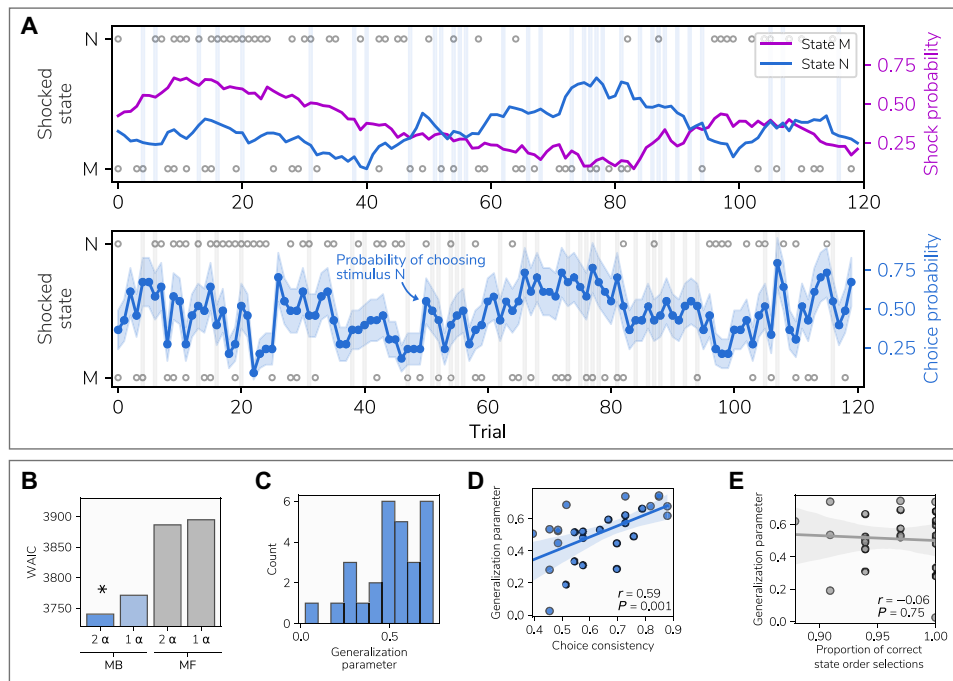 A
N
M
Shocked
state
State M
State N
0.75
0.50
0.25
Shock probability
0 20 40 60 80 100 120
N
M
Shocked
state
Probability of choosing
stimulus N
0.75
0.50
0.25
Choice probability
0 20 40 60 80 100 120
Trial
B
WAIC
3900
3850
3800
3750
*
2 α 1 α 2 α 1 α
MB MF
C
Count
6
4
2
0
0.0 0.5
Generalization
parameter
D
Generalization parameter
0.6
0.4
0.2
0.0
r = 0.59
P = 0.001
0.4 0.5 0.6 0.7 0.8 0.9
Choice consistency
E
Generalization parameter
0.6
0.4
0.2
0.0
r = −0.06
P = 0.75
0.90 0.95 1.00
Proportion of correct
state order selections